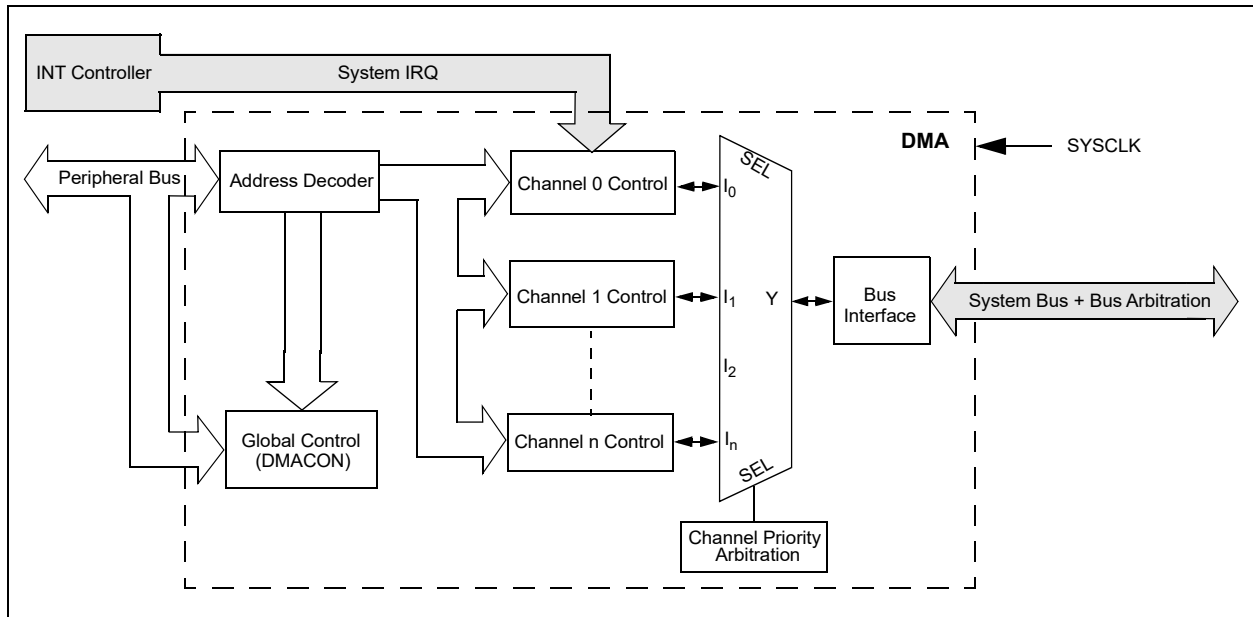 INT Controller
System IRQ
DMA
SYSCLK
Peripheral Bus
Address Decoder
Channel 0 Control
SEL
I0
Channel 1 Control
I1
Y
Bus
Interface
System Bus + Bus Arbitration
I2
Global Control
(DMACON)
Channel n Control
In
SEL
Channel Priority
Arbitration